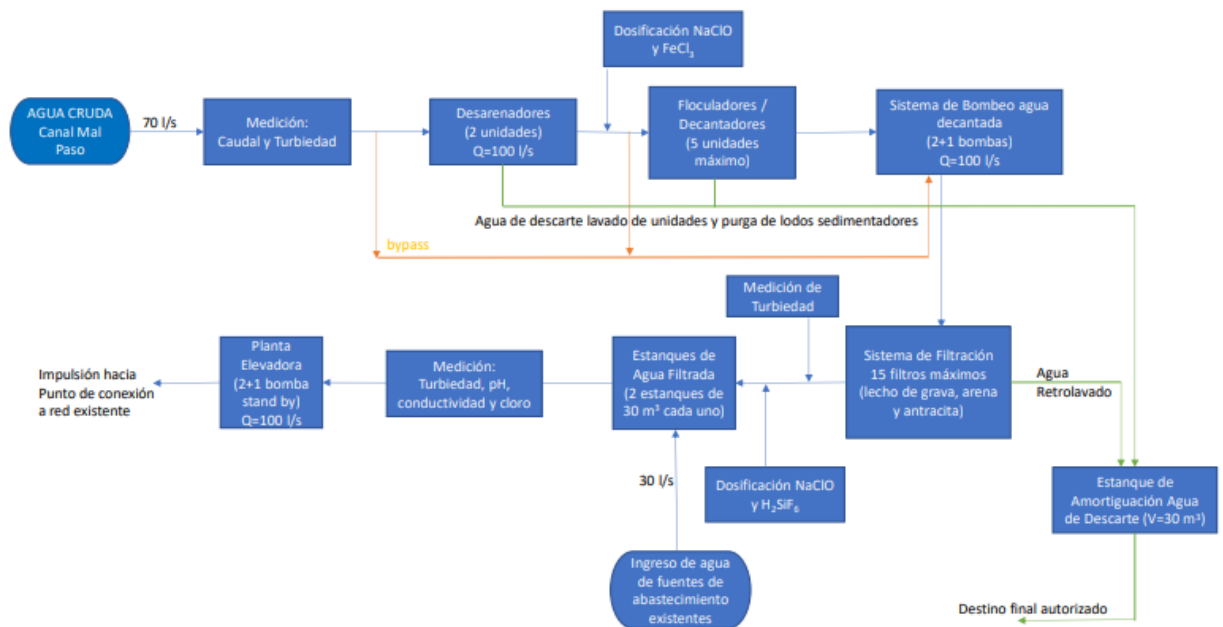 Dosificación NaClO
y FeCl₃
AGUA CRUDA
Canal Mal
Paso
70 l/s
Medición:
Caudal y Turbiedad
Desarenadores
(2 unidades)
Q=100 l/s
Floculadores /
Decantadores
(5 unidades
máximo)
Sistema de Bombeo agua
decantada
(2+1 bombas)
Q=100 l/s
Agua de descarte lavado de unidades y purga de lodos sedimentadores
bypass
Medición de
Turbiedad
Impulsión hacia
Punto de conexión
a red existente
Planta
Elevadora
(2+1 bomba
stand by)
Q=100 l/s
Medición:
Turbiedad, pH,
conductividad y cloro
Estanques de
Agua Filtrada
(2 estanques de
30 m³ cada uno)
Sistema de Filtración
15 filtros máximos
(lecho de grava, arena
y antracita)
Agua
Retrolavado
30 l/s
Dosificación NaClO
y H₂SiF₆
Estanque de
Amortiguación Agua
de Descarte (V=30 m³)
Ingreso de agua
de fuentes de
abastecimiento
existentes
Destino final autorizado